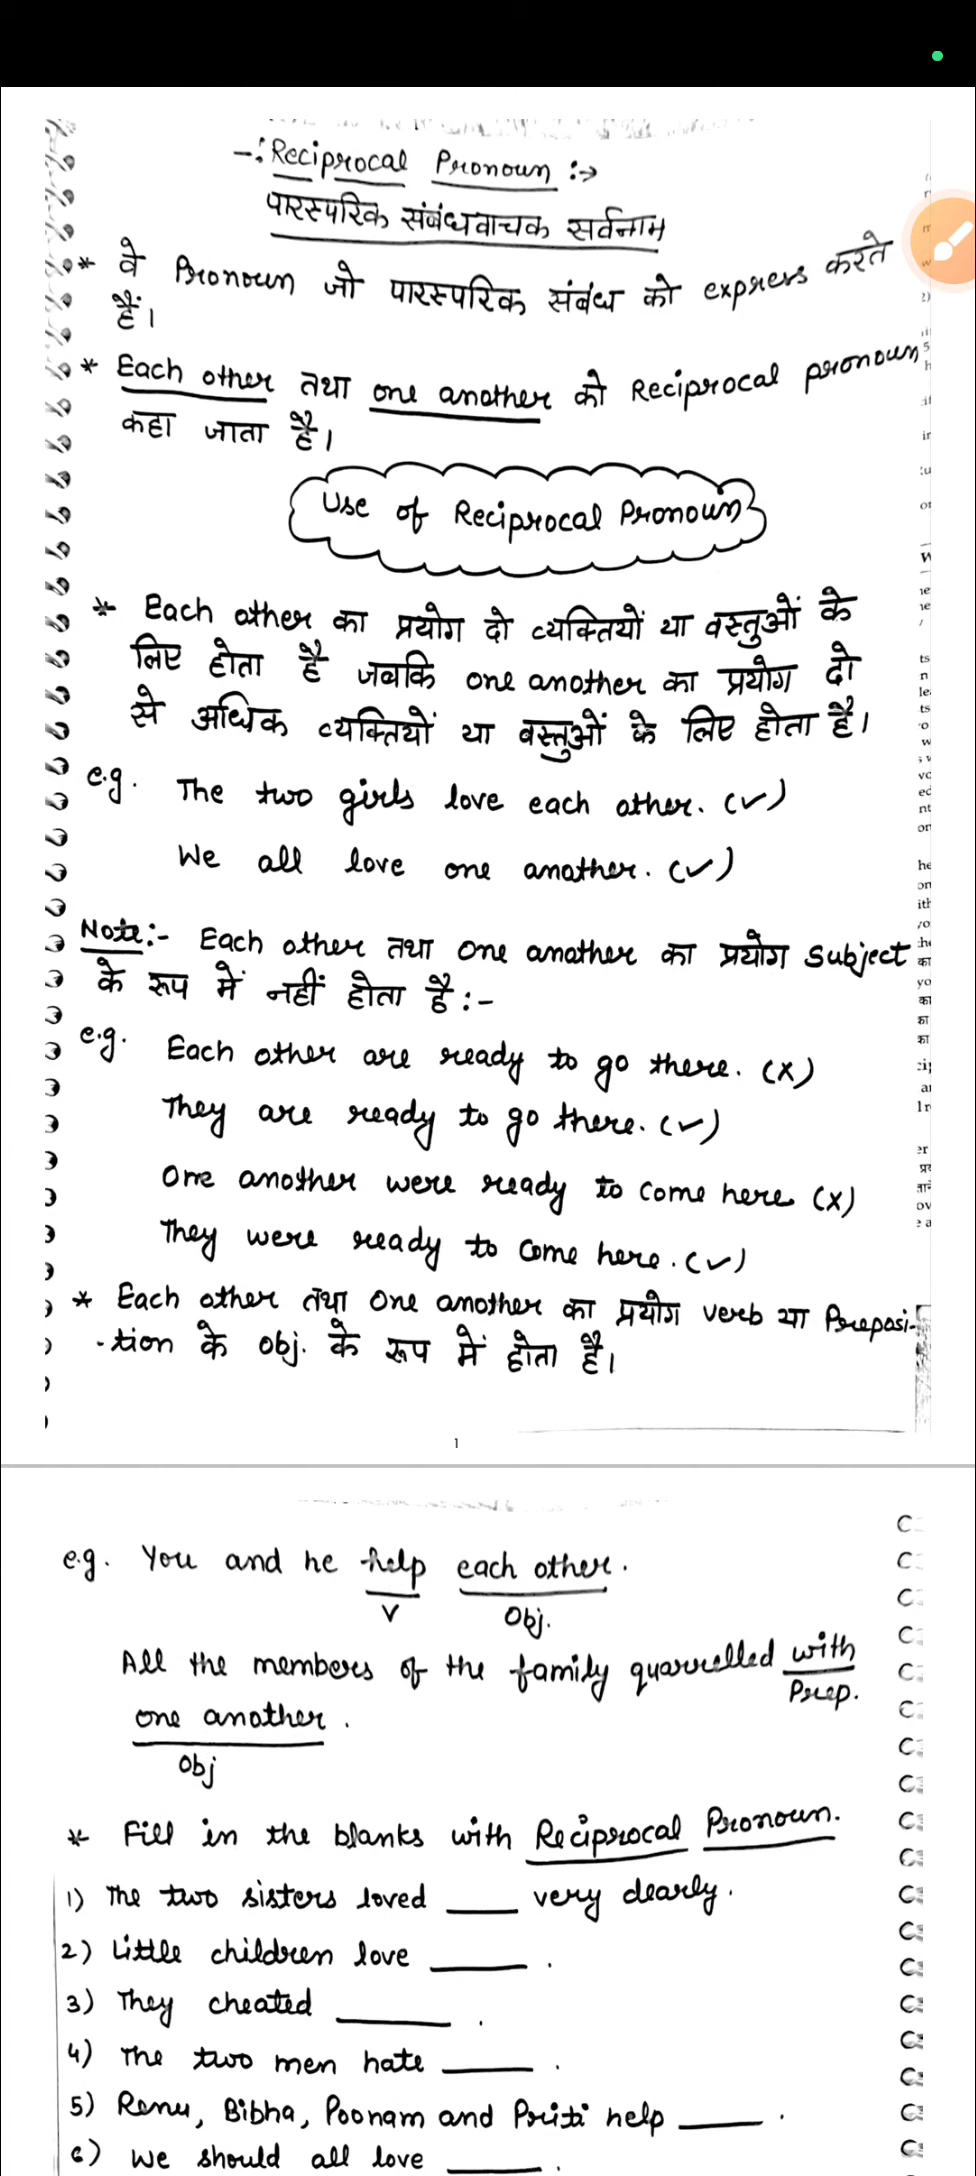 -: Reciprocal Pronoun :→
पारस्परिक संबंधवाचक सर्वनाम
* वे Pronoun जो पारस्परिक संबंध को express करते
हैं।
* Each other तथा one another को Reciprocal pronoun
कहा जाता है।
Use of Reciprocal Pronoun
* Each other का प्रयोग दो व्यक्तियों या वस्तुओं के
लिए होता है जबकि one another का प्रयोग दो
से अधिक व्यक्तियों या वस्तुओं के लिए होता है।
e.g. The two girls love each other. (✓)
We all love one another. (✓)
Note:- Each other तथा one another का प्रयोग subject
के रूप में नहीं होता है :-
e.g. Each other are ready to go there. (x)
They are ready to go there. (✓)
One another were ready to come here (x)
They were ready to come here. (✓)
* Each other तथा one another का प्रयोग verb या Preposi-
-tion के obj. के रूप में होता है।
1
e.g. You and he help each other.
V Obj.
All the members of the family quarrelled with
Prep.
one another.
Obj
* Fill in the blanks with Reciprocal Pronoun.
1) The two sisters loved ____ very dearly.
2) Little children love ____ .
3) They cheated ____ .
4) The two men hate ____ .
5) Renu, Bibha, Poonam and Priti help ____ .
6) We should all love ____ .